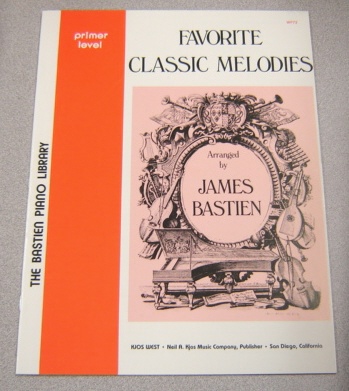 primer
level
FAVORITE
CLASSIC MELODIES
Arranged
by
JAMES
BASTIEN
THE BASTIEN PIANO LIBRARY
KJOS WEST • Neil A. Kjos Music Company, Publisher • San Diego, California